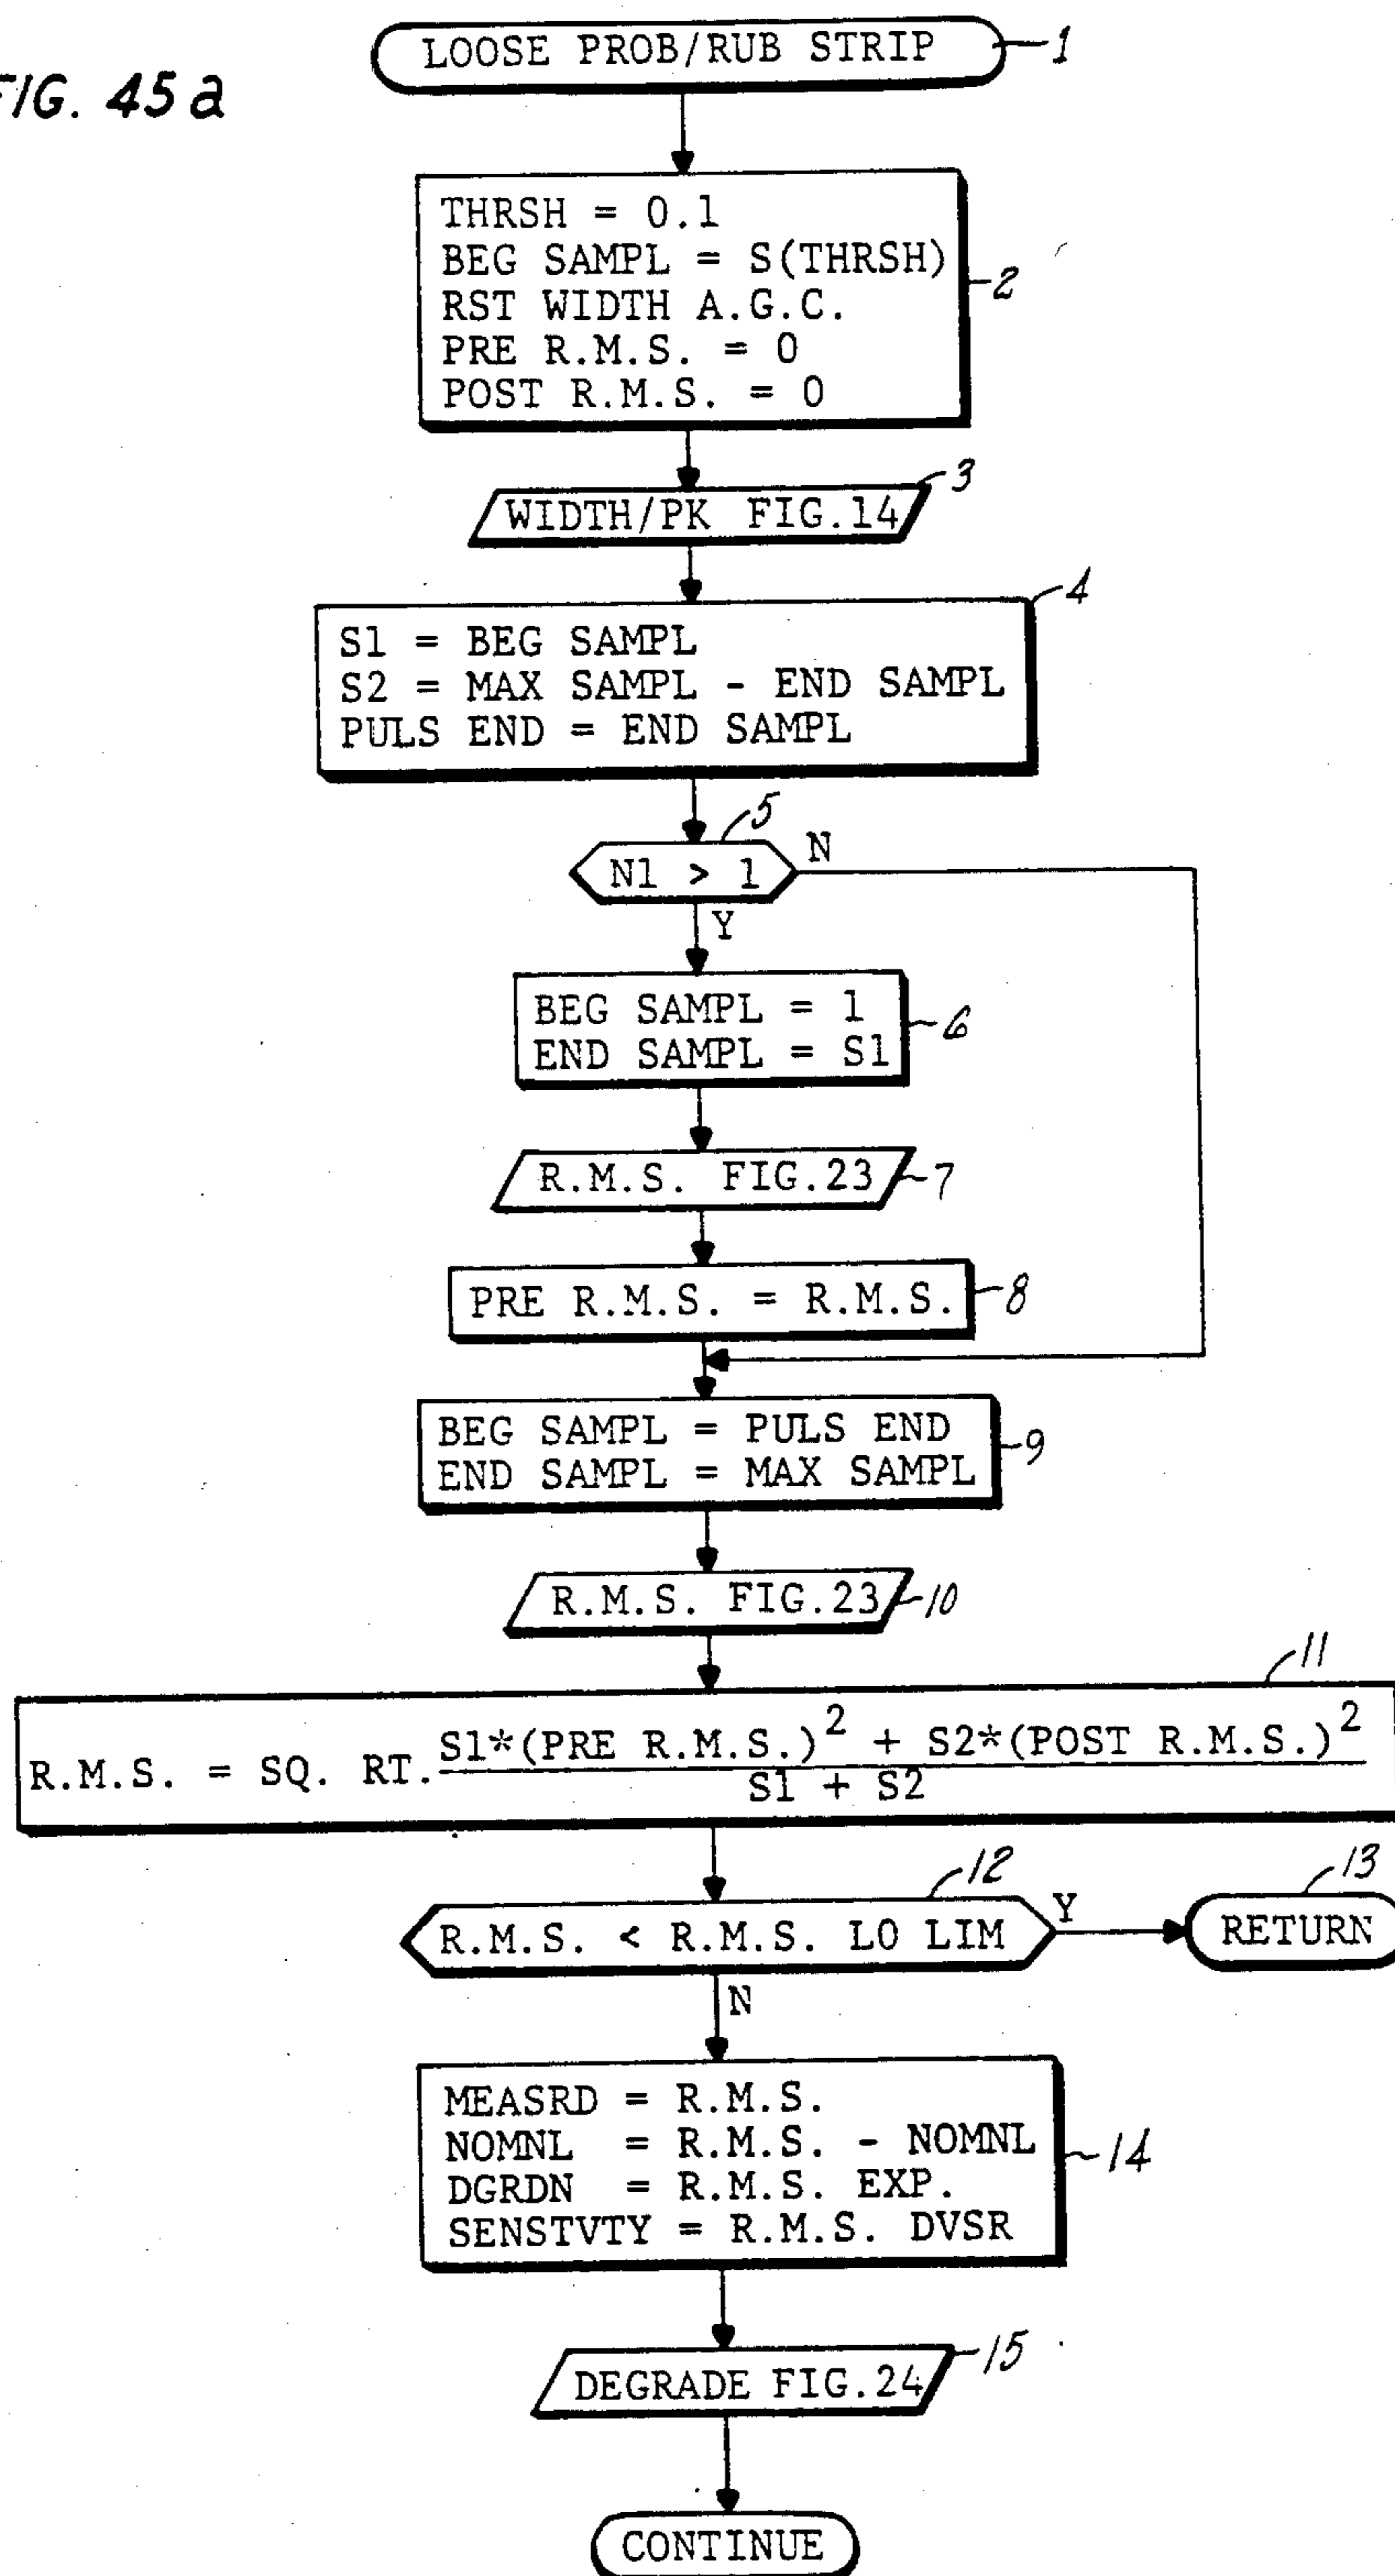 FIG. 45a
LOOSE PROB/RUB STRIP
1
THRSH = 0.1
BEG SAMPL = S(THRSH)
RST WIDTH A.G.C.
PRE R.M.S. = 0
POST R.M.S. = 0
2
3
WIDTH/PK FIG.14
4
S1 = BEG SAMPL
S2 = MAX SAMPL - END SAMPL
PULS END = END SAMPL
5
N1 > 1
N
Y
BEG SAMPL = 1
END SAMPL = S1
6
R.M.S. FIG.23
7
PRE R.M.S. = R.M.S.
8
BEG SAMPL = PULS END
END SAMPL = MAX SAMPL
9
R.M.S. FIG.23
10
11
R.M.S. = SQ. RT. S1*(PRE R.M.S.)² + S2*(POST R.M.S.)²
S1 + S2
12
13
R.M.S. < R.M.S. LO LIM
Y
RETURN
N
MEASRD = R.M.S.
NOMNL = R.M.S. - NOMNL
DGRDN = R.M.S. EXP.
SENSTVTY = R.M.S. DVSR
14
15
DEGRADE FIG.24
CONTINUE